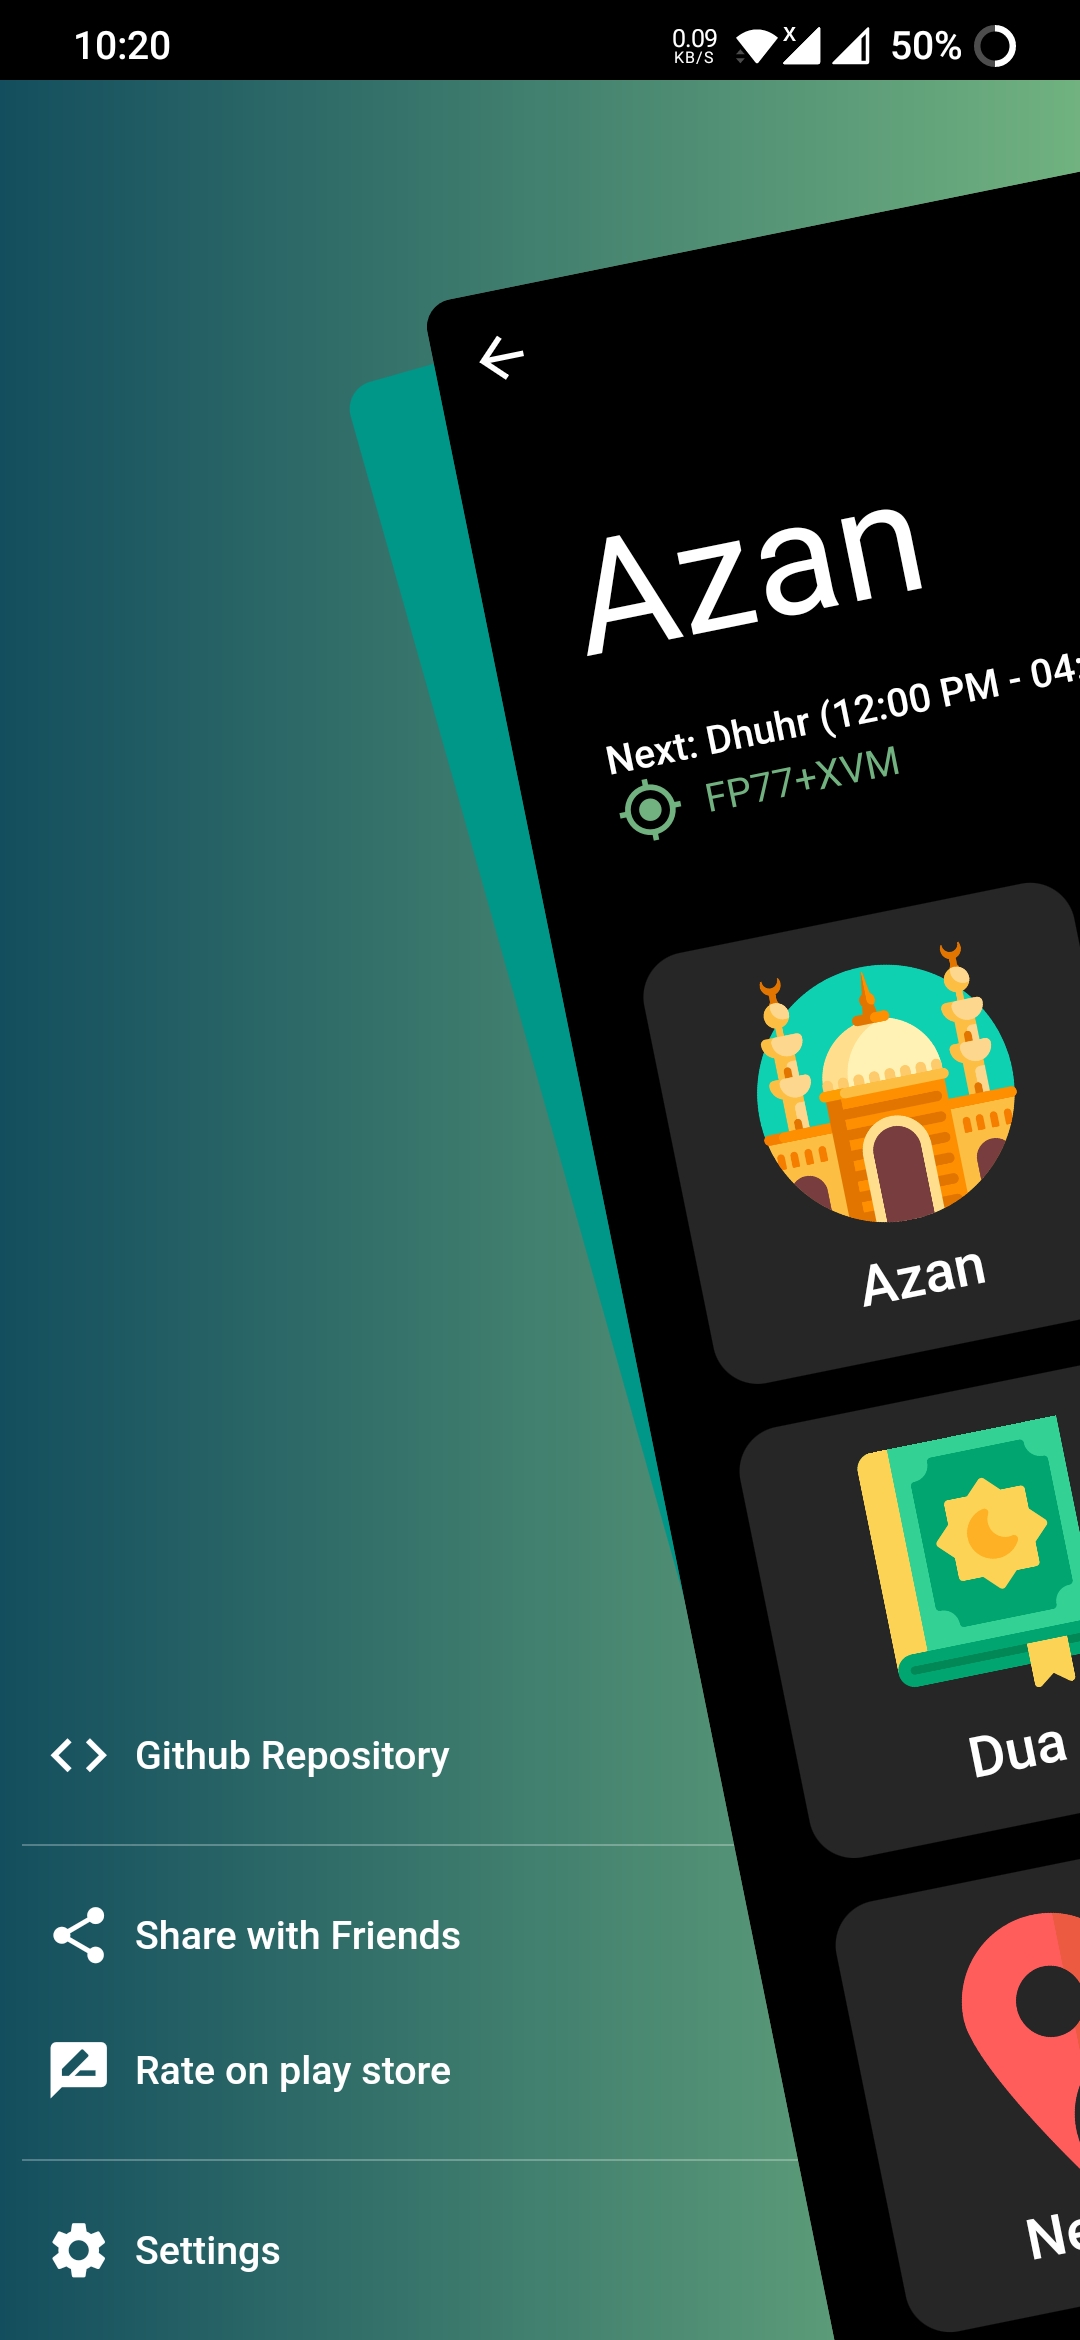 10:20
0.09
KB/S
X
50%
Azan
Next: Dhuhr (12:00 PM - 04:
FP77+XVM
Azan
Dua
Ne
Github Repository
Share with Friends
Rate on play store
Settings